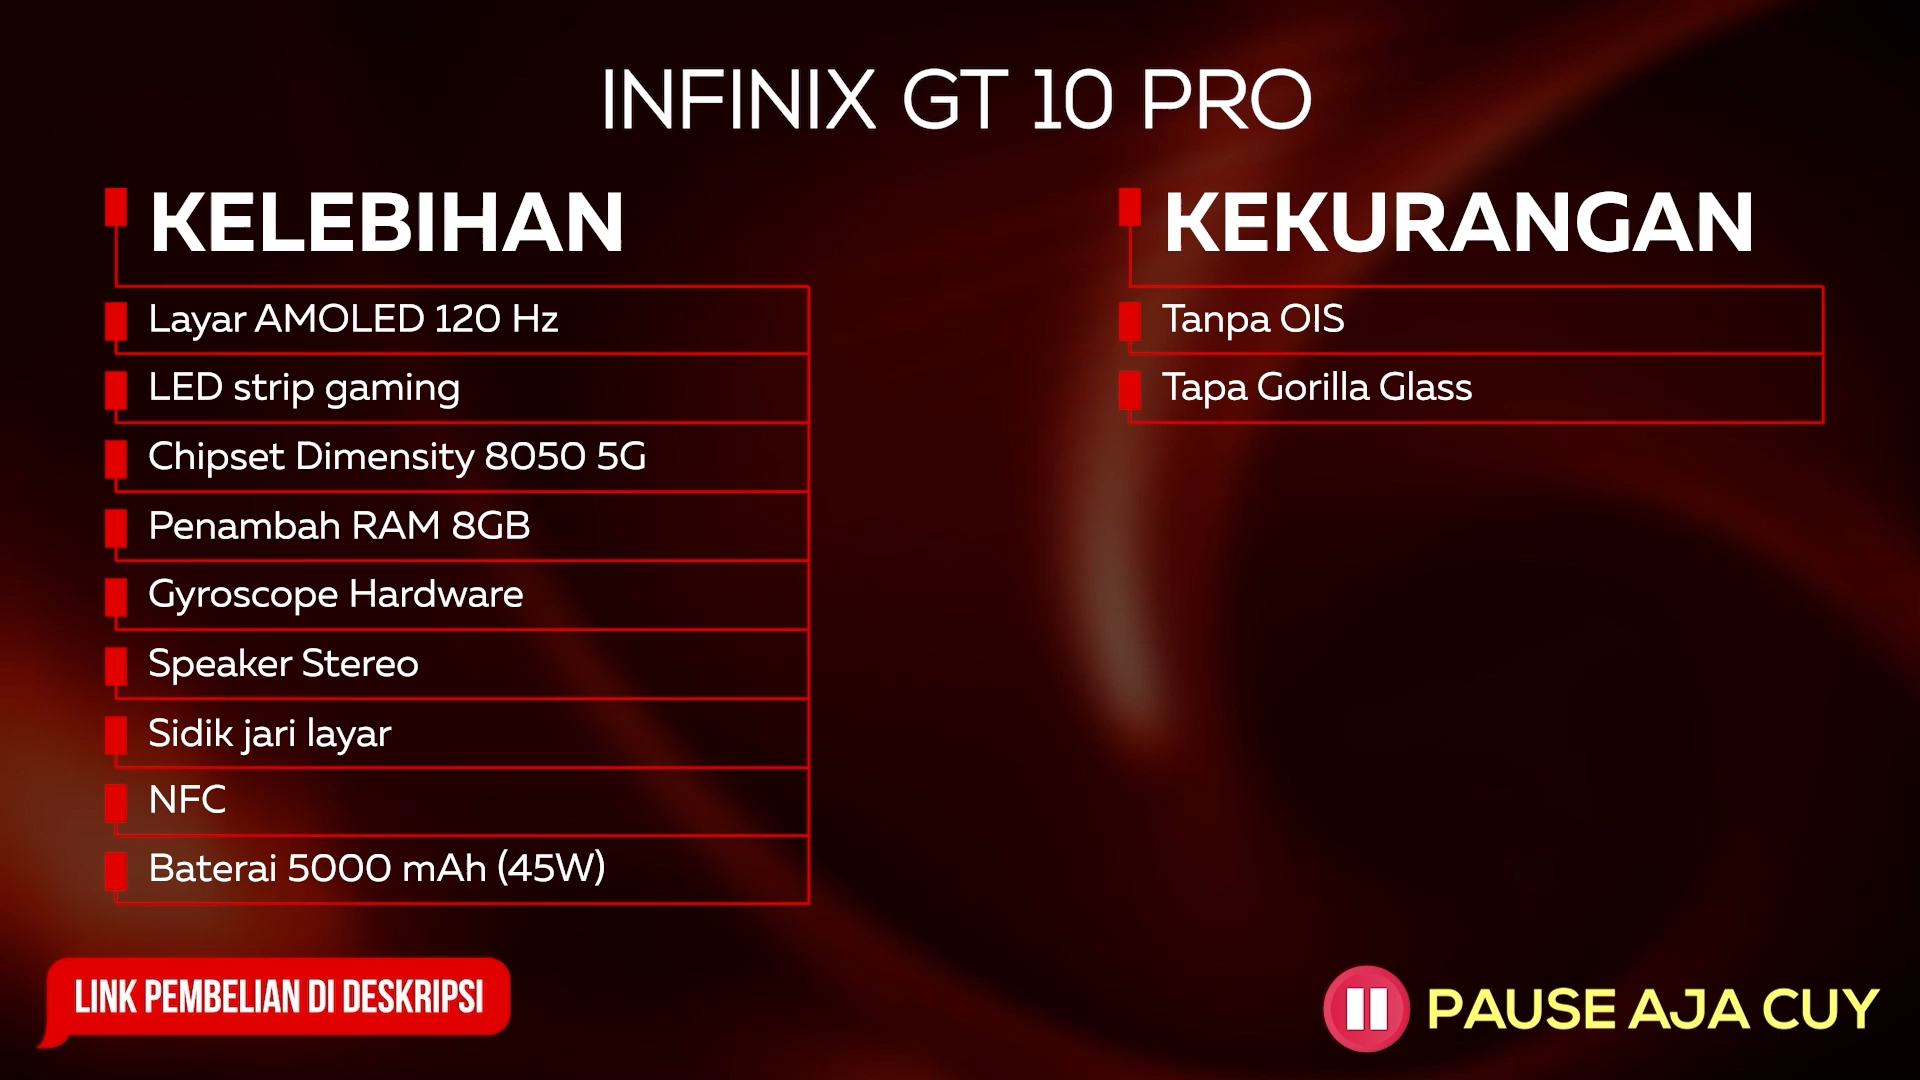 INFINIX GT 10 PRO
KELEBIHAN
Layar AMOLED 120 Hz
LED strip gaming
Chipset Dimensity 8050 5G
Penambah RAM 8GB
Gyroscope Hardware
Speaker Stereo
Sidik jari layar
NFC
Baterai 5000 mAh (45W)
KEKURANGAN
Tanpa OIS
Tapa Gorilla Glass
LINK PEMBELIAN DI DESKRIPSI
PAUSE AJA CUY